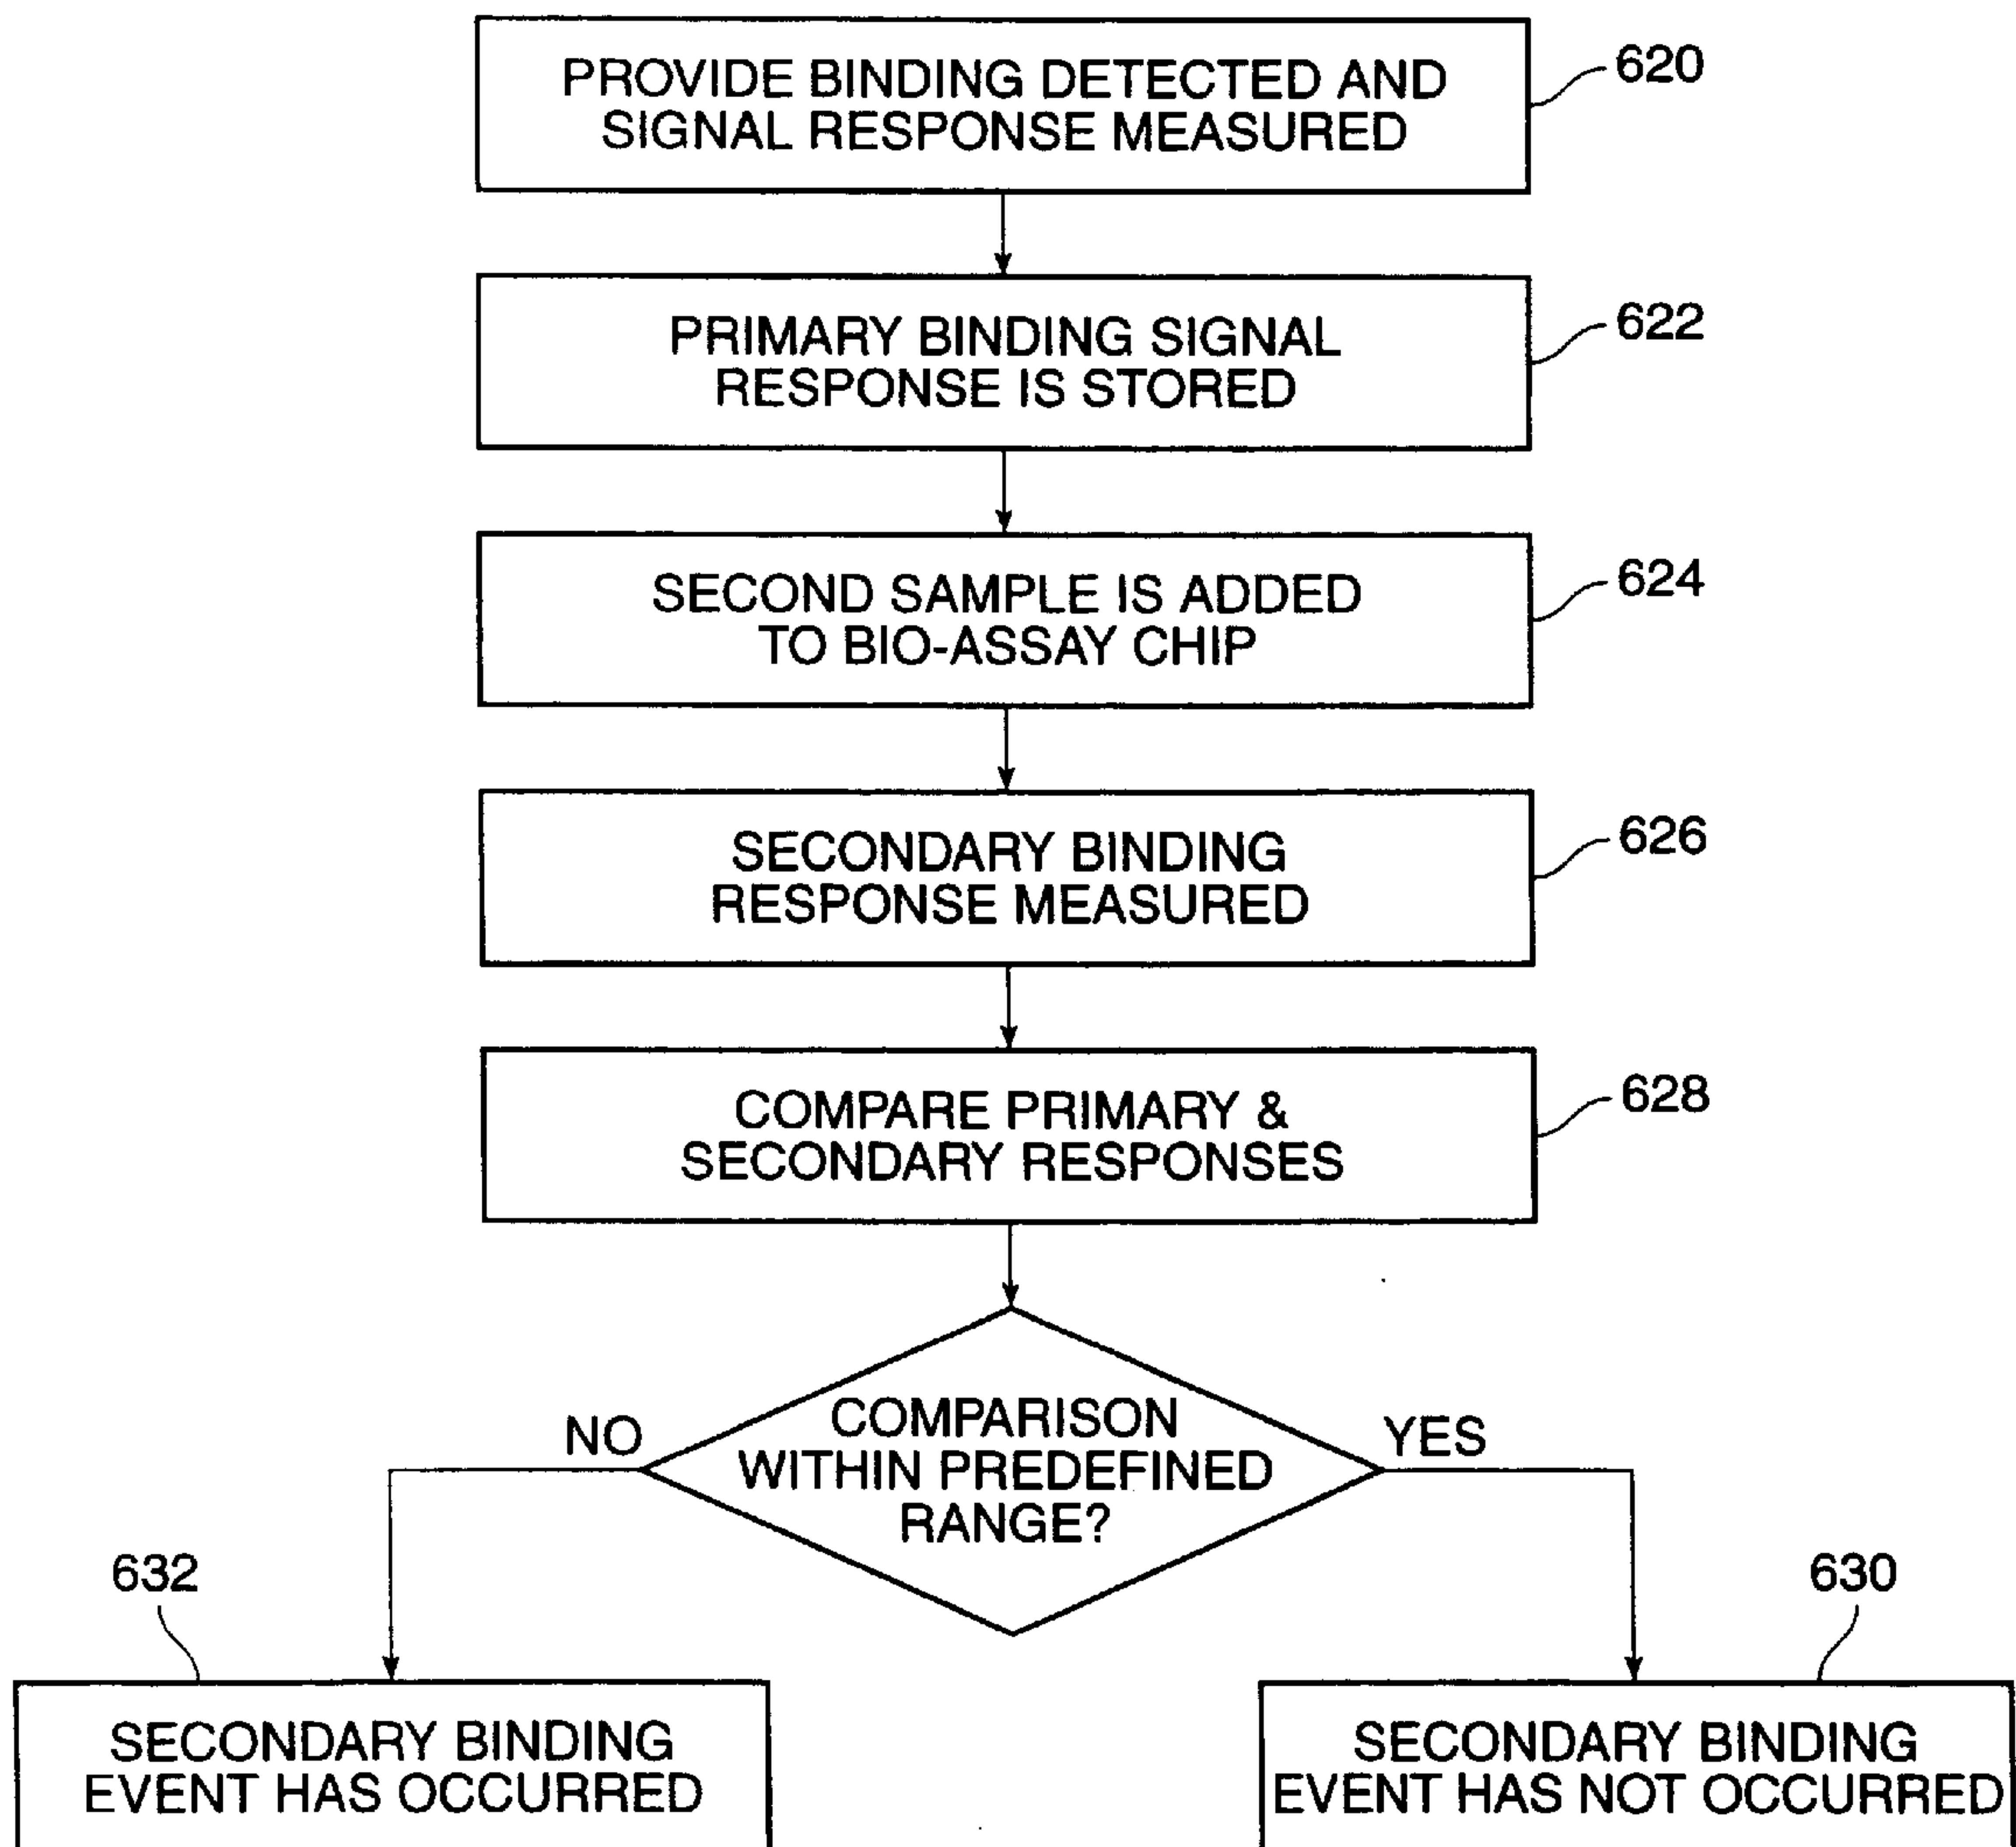 PROVIDE BINDING DETECTED AND
SIGNAL RESPONSE MEASURED
620
PRIMARY BINDING SIGNAL
RESPONSE IS STORED
622
SECOND SAMPLE IS ADDED
TO BIO-ASSAY CHIP
624
SECONDARY BINDING
RESPONSE MEASURED
626
COMPARE PRIMARY &
SECONDARY RESPONSES
628
COMPARISON
WITHIN PREDEFINED
RANGE?
NO
YES
632
630
SECONDARY BINDING
EVENT HAS OCCURRED
SECONDARY BINDING
EVENT HAS NOT OCCURRED